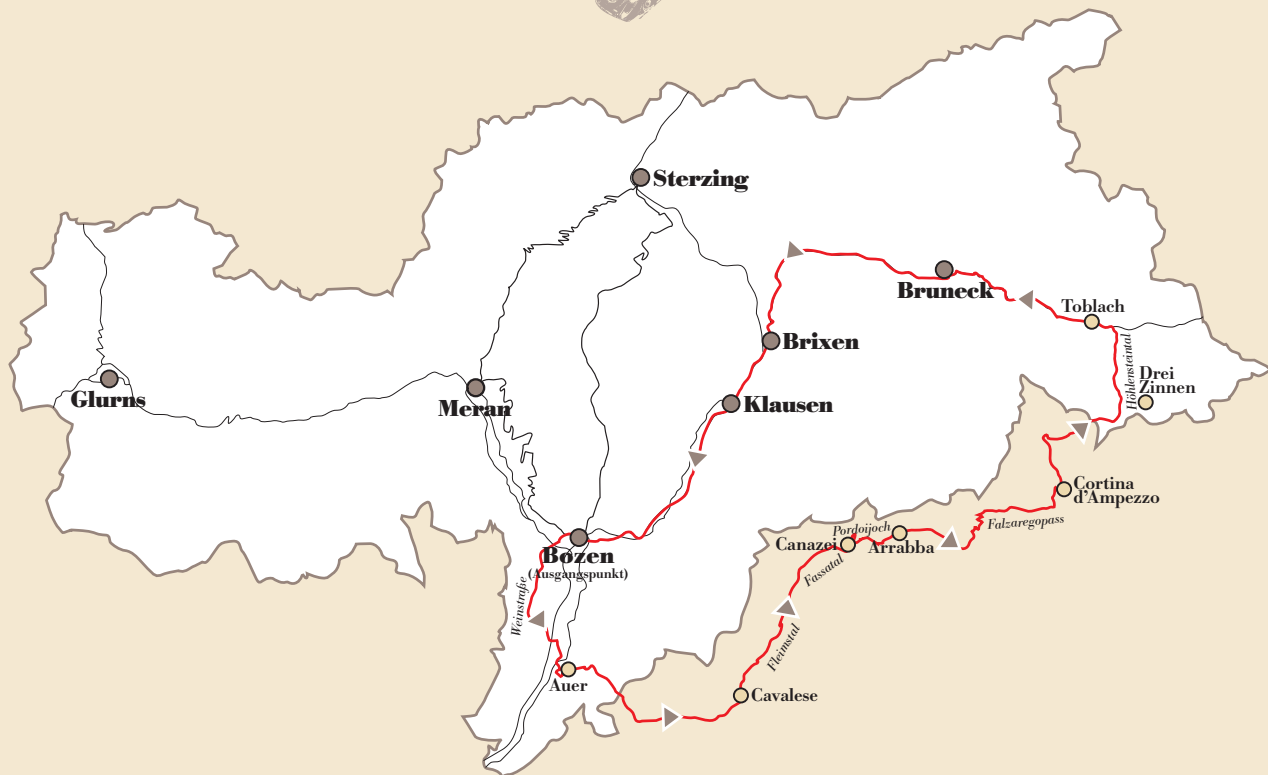 Sterzing
Bruneck
Toblach
Brixen
Höhlensteintal
Drei
Zinnen
Glurns
Meran
Klausen
Cortina
d'Ampezzo
Falzaregopass
Pordoijoch
Canazei
Arrabba
Bozen
(Ausgangspunkt)
Fassatal
Weinstraße
Fleimstal
Auer
Cavalese